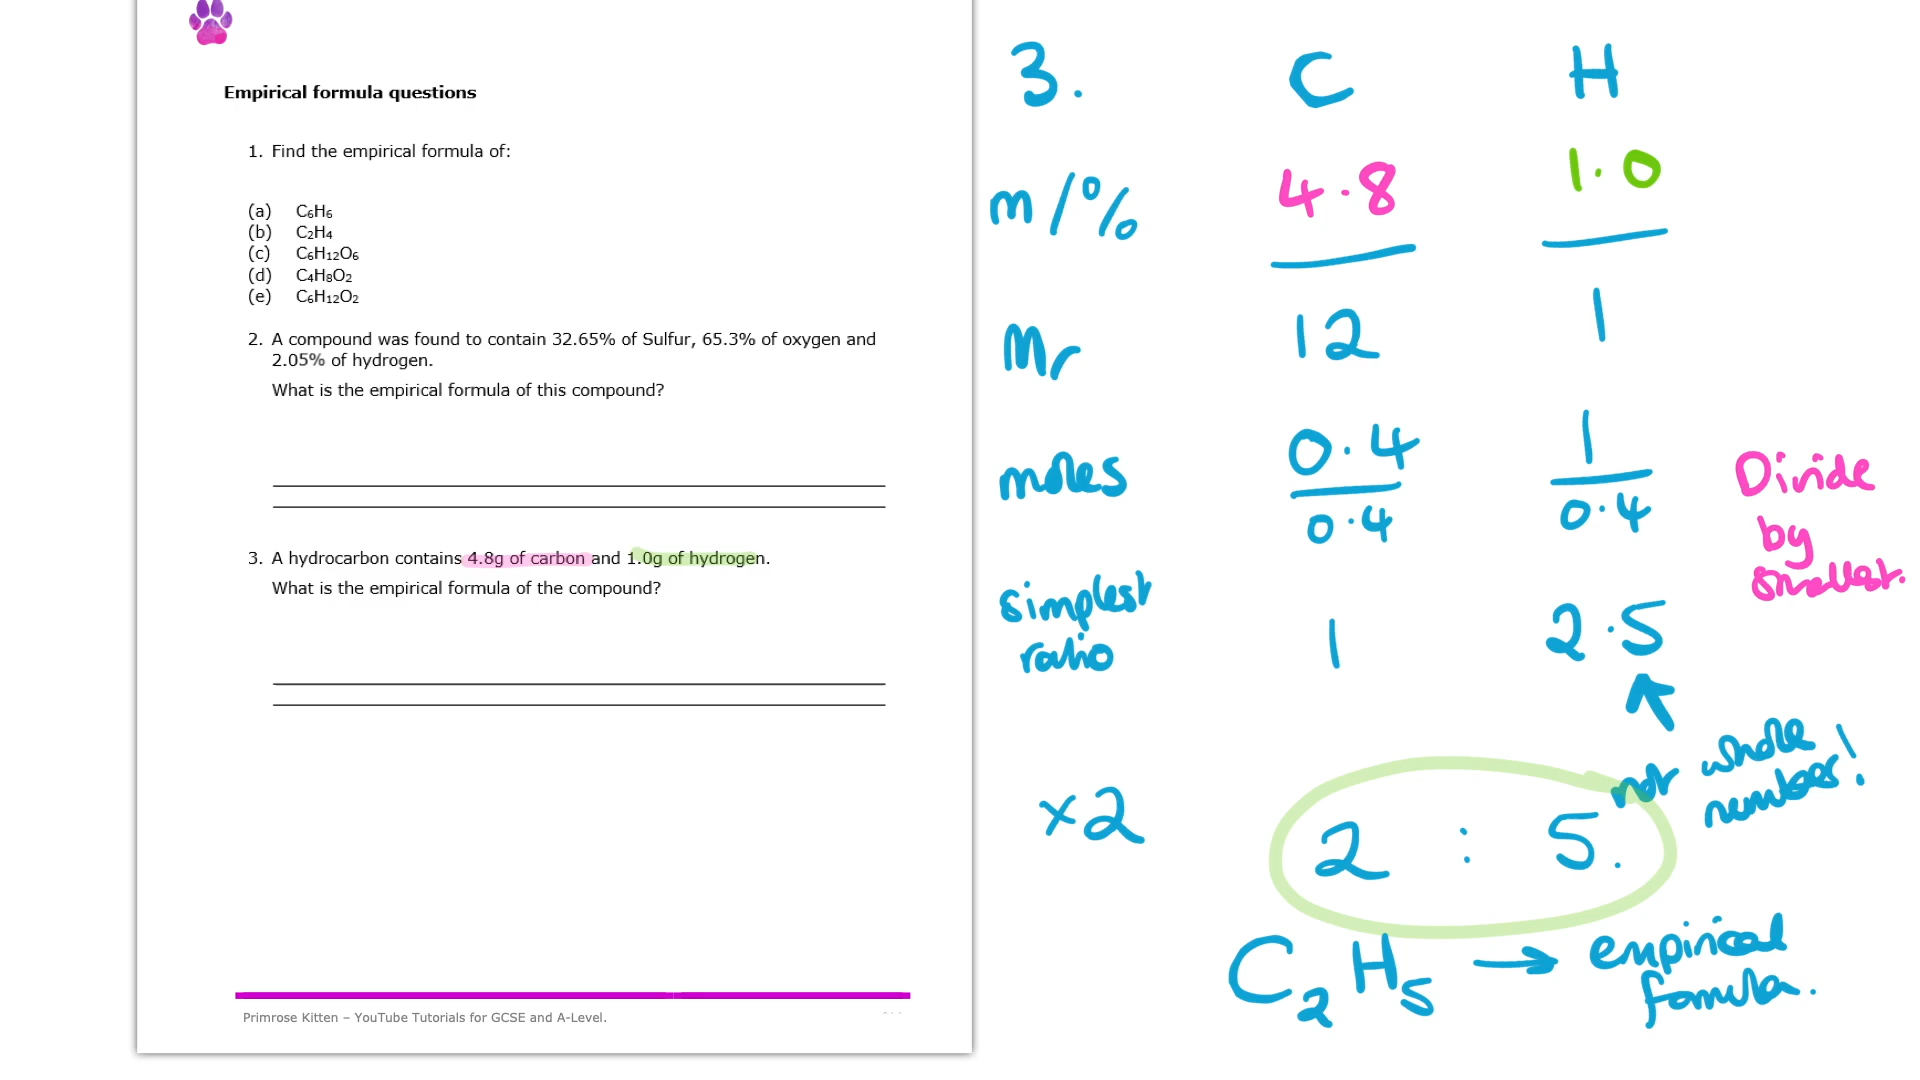 Empirical formula questions
1. Find the empirical formula of:
(a) C₆H₆
(b) C₂H₄
(c) C₆H₁₂O₆
(d) C₄H₈O₂
(e) C₆H₁₂O₂
2. A compound was found to contain 32.65% of Sulfur, 65.3% of oxygen and
2.05% of hydrogen.
What is the empirical formula of this compound?
3. A hydrocarbon contains 4.8g of carbon and 1.0g of hydrogen.
What is the empirical formula of the compound?
Primrose Kitten – YouTube Tutorials for GCSE and A-Level.
3. C H
m/% 4.8 1.0
Mr 12 1
moles 0.4 1
0.4 0.4
Divide
by
smallest.
simplest
ratio 1 2.5
not whole
number!
×2 2 : 5.
C₂H₅ → empirical
formula.